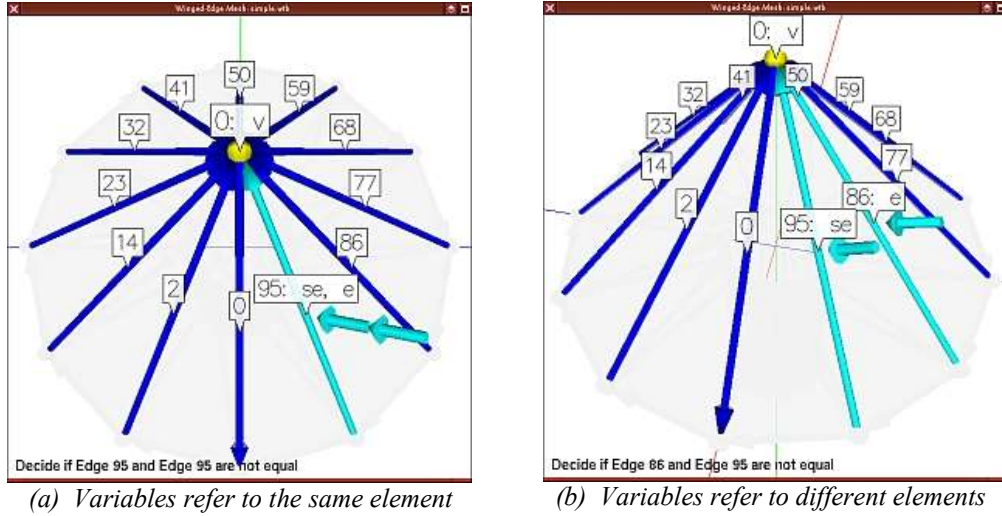 Winged-Edge Mesh: simple.wtb
50
41
59
0: v
32
68
23
77
14
86
2
0
95: se, e
Decide if Edge 95 and Edge 95 are not equal
(a) Variables refer to the same element
Winged-Edge Mesh: simple.wtb
0: v
41
50
32
59
23
68
14
77
2
86: e
0
95: se
Decide if Edge 86 and Edge 95 are not equal
(b) Variables refer to different elements